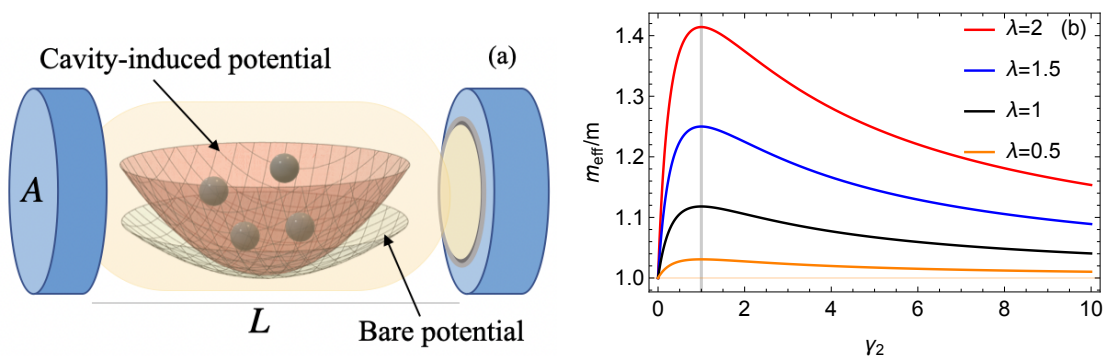 Cavity-induced potential
(a)
A
L
Bare potential
(b)
λ=2
λ=1.5
λ=1
λ=0.5
meff/m
1.4
1.3
1.2
1.1
1.0
0 2 4 6 8 10
γ2